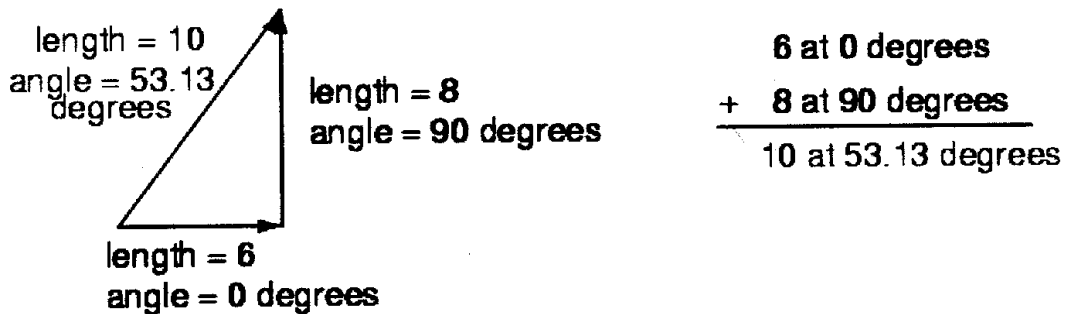 length = 10
angle = 53.13
degrees
length = 8
angle = 90 degrees
length = 6
angle = 0 degrees
6 at 0 degrees
+ 8 at 90 degrees
10 at 53.13 degrees